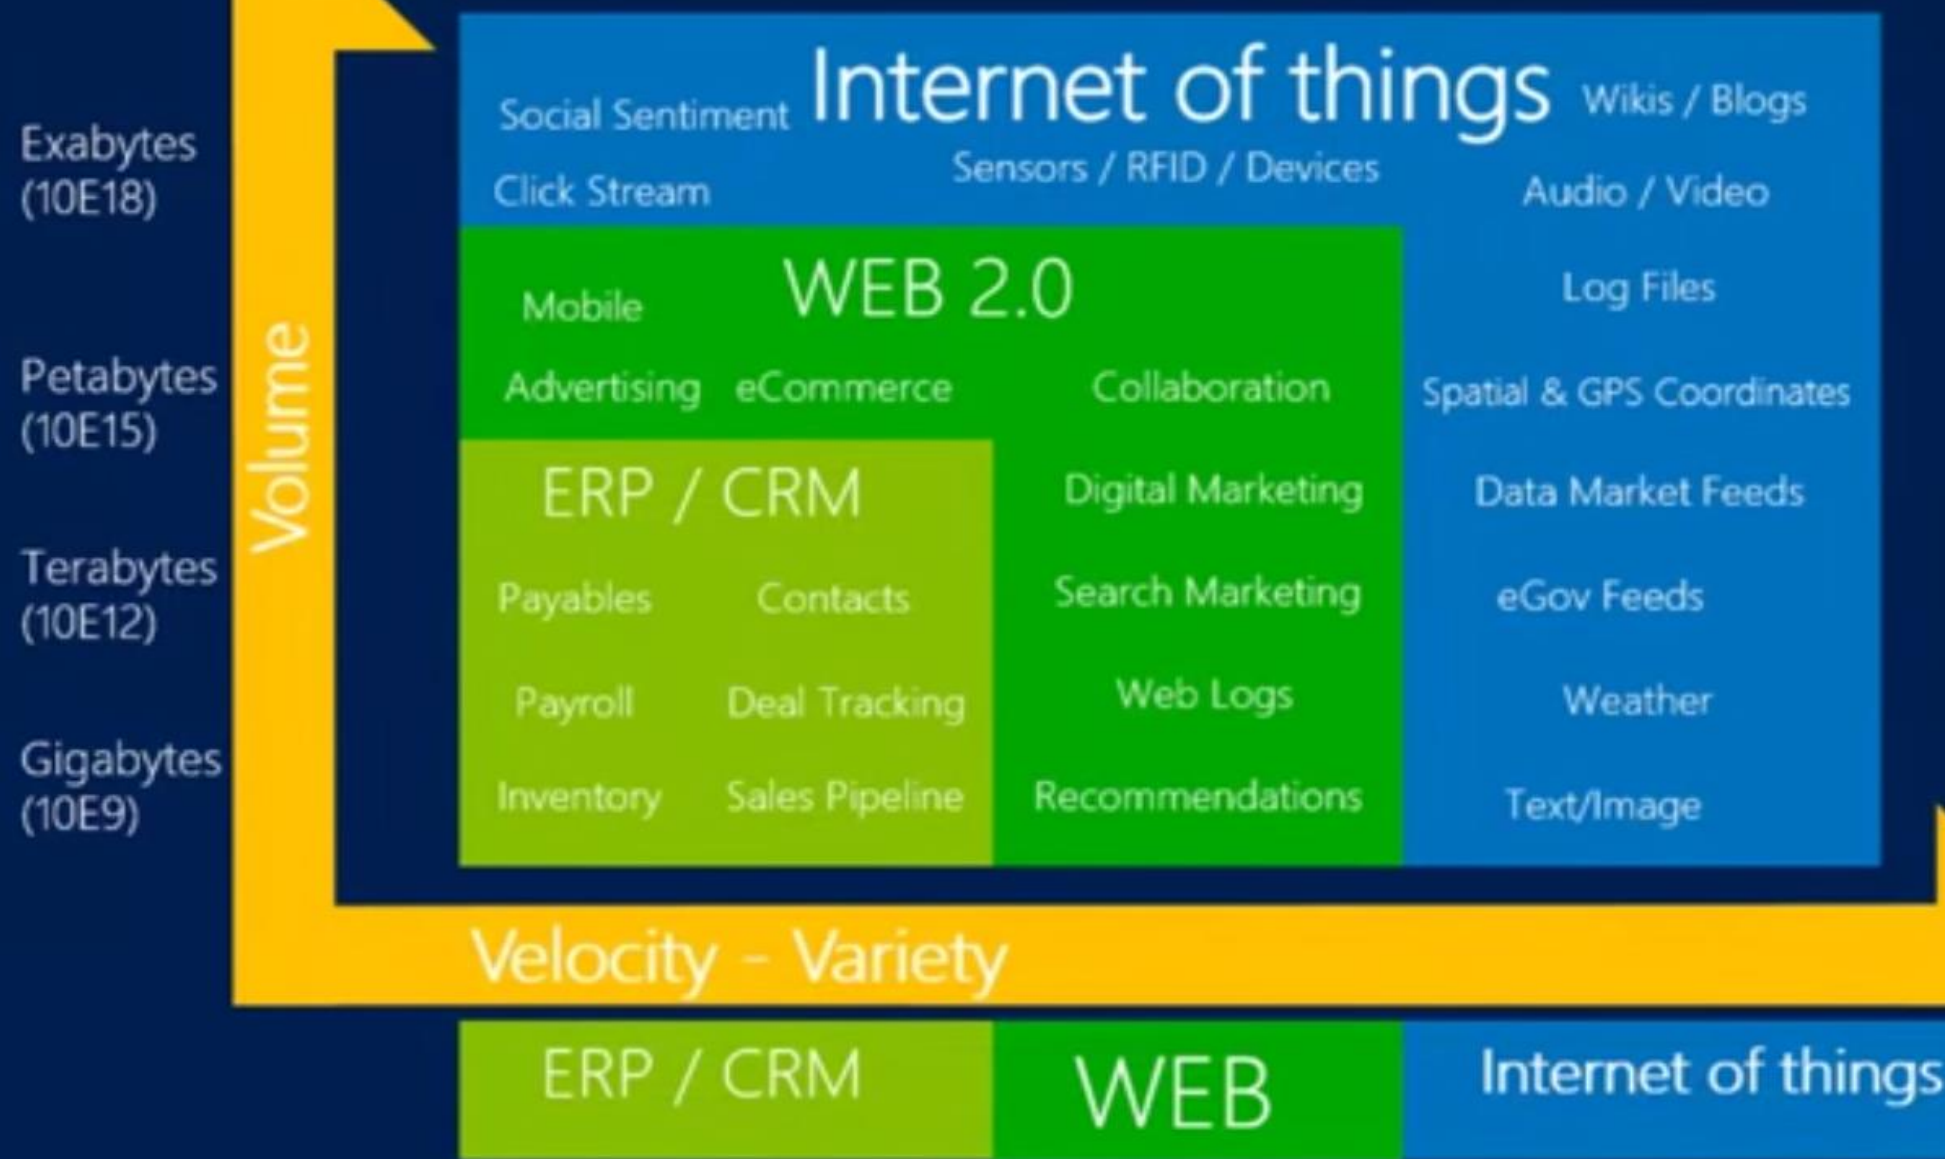 Exabytes
(10E18)
Petabytes
(10E15)
Terabytes
(10E12)
Gigabytes
(10E9)
Volume
Internet of things
Social Sentiment
Wikis / Blogs
Sensors / RFID / Devices
Click Stream
Audio / Video
Log Files
Spatial & GPS Coordinates
Data Market Feeds
eGov Feeds
Weather
Text/Image
WEB 2.0
Mobile
Advertising
eCommerce
Collaboration
Digital Marketing
Search Marketing
Web Logs
Recommendations
ERP / CRM
Payables
Contacts
Payroll
Deal Tracking
Inventory
Sales Pipeline
Velocity - Variety
ERP / CRM
WEB
Internet of things